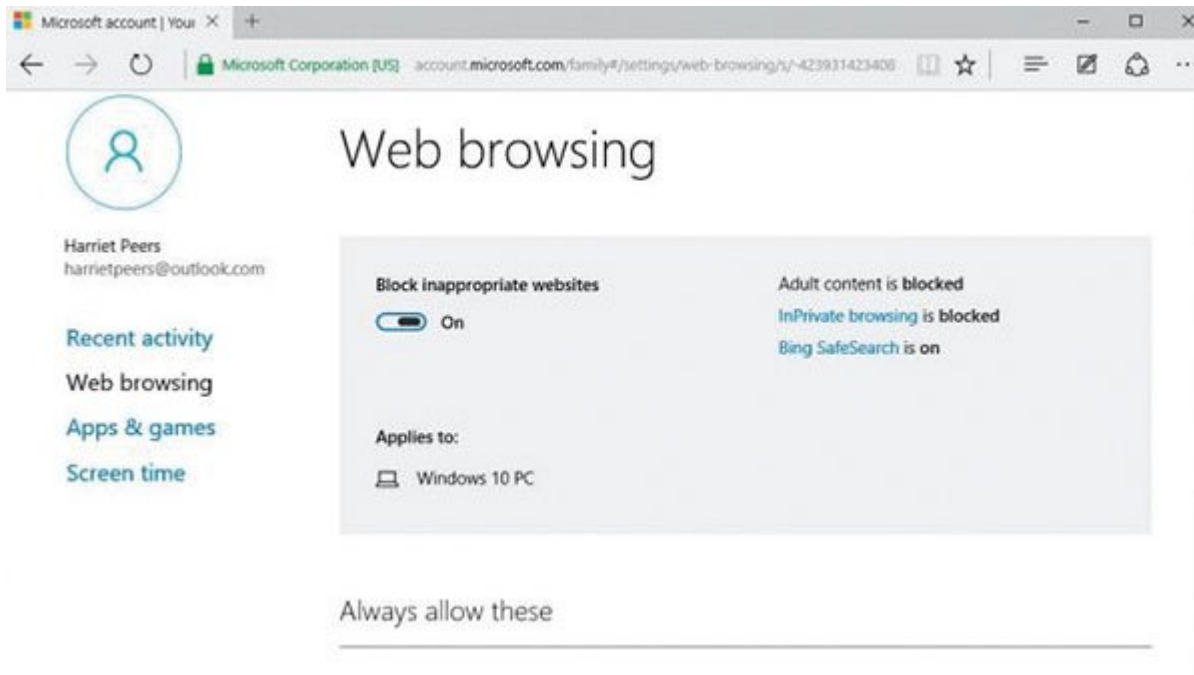 Microsoft account | Your
Microsoft Corporation [US] account.microsoft.com/family#/settings/web-browsing/s/-423931423408
Web browsing
Harriet Peers
harrietpeers@outlook.com
Recent activity
Web browsing
Apps & games
Screen time
Block inappropriate websites
On
Applies to:
Windows 10 PC
Adult content is blocked
InPrivate browsing is blocked
Bing SafeSearch is on
Always allow these